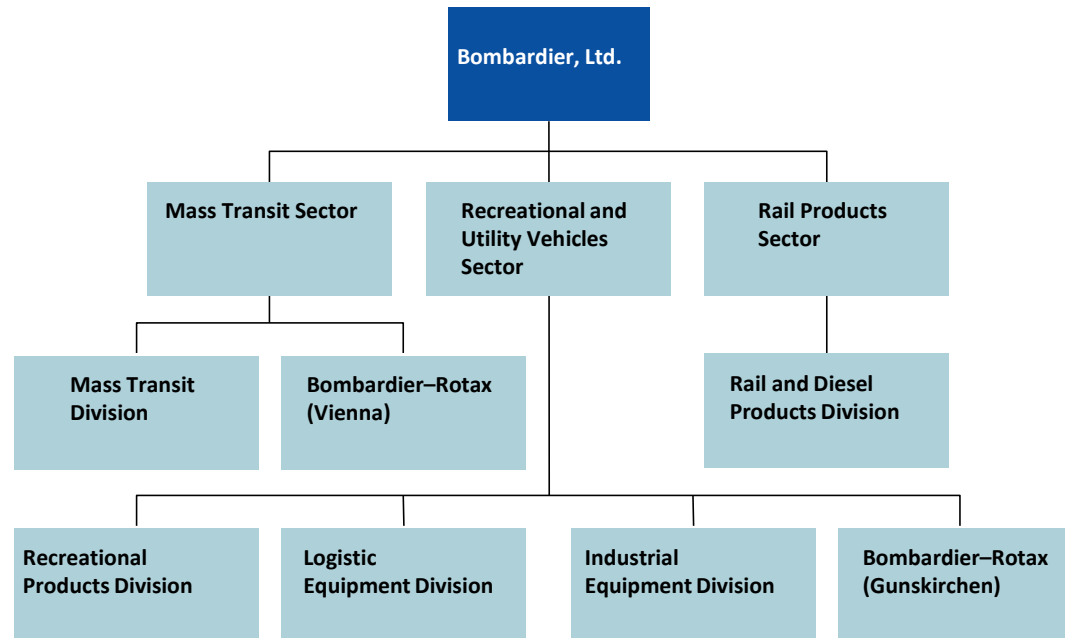 Bombardier, Ltd.
Mass Transit Sector
Recreational and
Utility Vehicles
Sector
Rail Products
Sector
Mass Transit
Division
Bombardier–Rotax
(Vienna)
Rail and Diesel
Products Division
Recreational
Products Division
Logistic
Equipment Division
Industrial
Equipment Division
Bombardier–Rotax
(Gunskirchen)